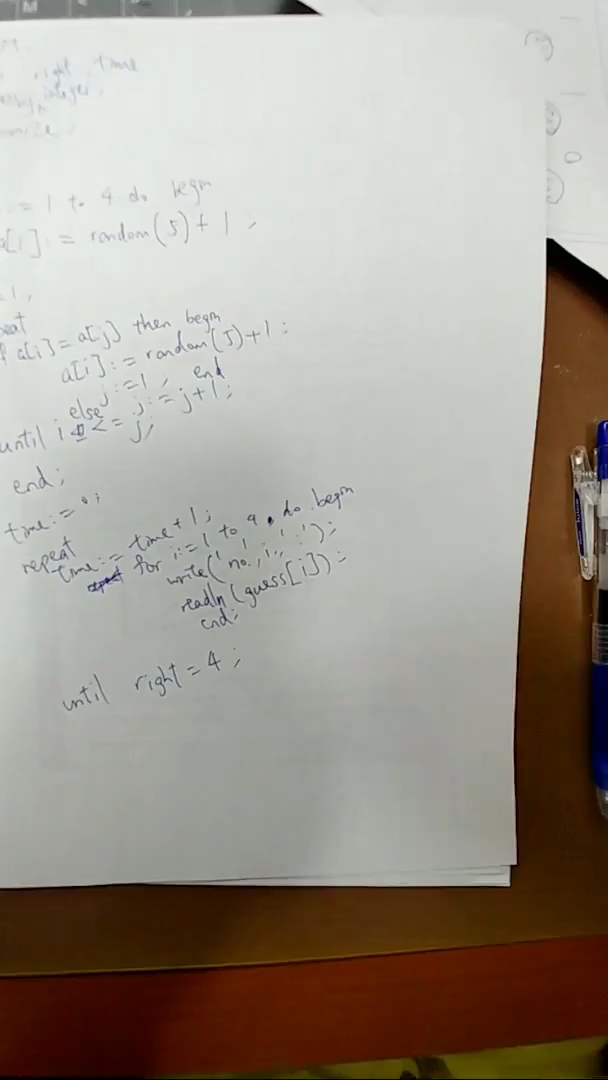 right, time
integer;
:= 1 to 4 do begin
a[i] := random(5) + 1;
a[i] = a[j] then begin
a[i] := random(5) + 1;
j := 1; end
else j := j + 1;
until i <= j;
end;
time := 0;
repeat
time := time + 1;
for i := 1 to 4 do begin
write('no.', i, ':');
readln(guess[i]);
end;
until right = 4;